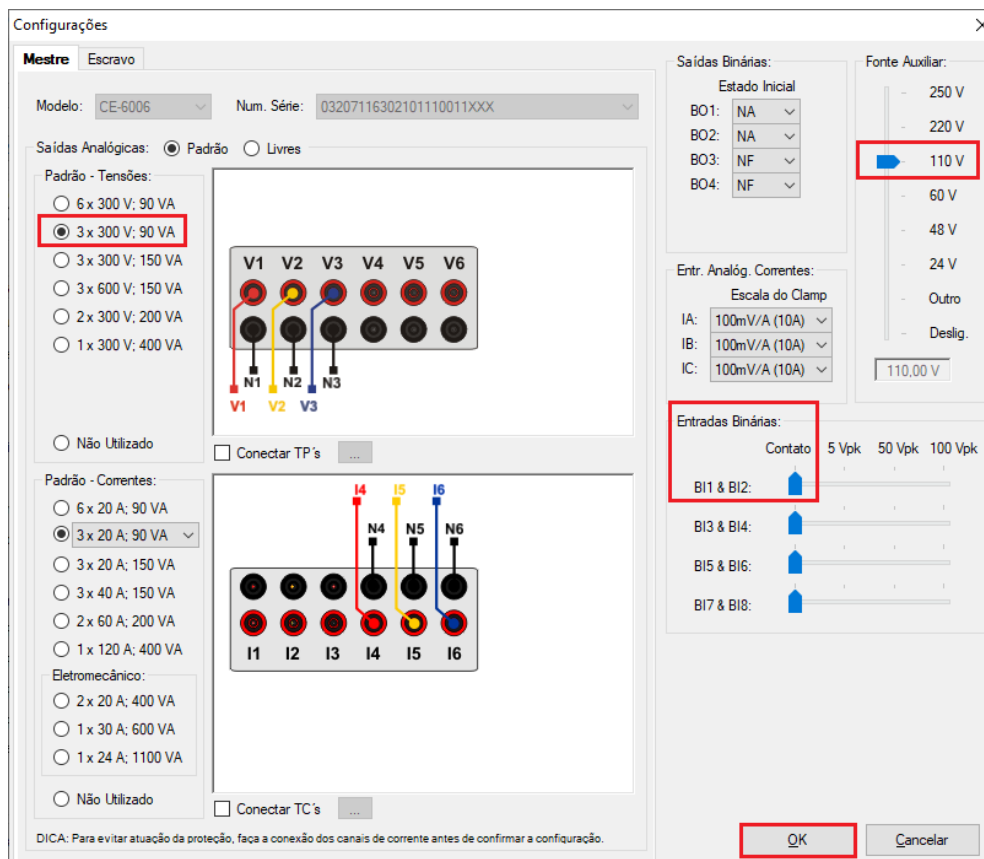 Configurações
Mestre
Escravo
Modelo:
CE-6006
Num. Série:
03207116302101110011XXX
Saídas Analógicas:
Padrão
Livres
Padrão - Tensões:
6 x 300 V; 90 VA
3 x 300 V; 90 VA
3 x 300 V; 150 VA
3 x 600 V; 150 VA
2 x 300 V; 200 VA
1 x 300 V; 400 VA
Não Utilizado
V1 V2 V3 V4 V5 V6
N1 N2 N3
V1 V2 V3
Conectar TP´s
...
Padrão - Correntes:
6 x 20 A; 90 VA
3 x 20 A; 90 VA
3 x 20 A; 150 VA
3 x 40 A; 150 VA
2 x 60 A; 200 VA
1 x 120 A; 400 VA
Eletromecânico:
2 x 20 A; 400 VA
1 x 30 A; 600 VA
1 x 24 A; 1100 VA
Não Utilizado
I4 I5 I6
N4 N5 N6
I1 I2 I3 I4 I5 I6
Conectar TC´s
...
DICA: Para evitar atuação da proteção, faça a conexão dos canais de corrente antes de confirmar a configuração.
Saídas Binárias:
Estado Inicial
BO1: NA
BO2: NA
BO3: NF
BO4: NF
Entr. Analóg. Correntes:
Escala do Clamp
IA: 100mV/A (10A)
IB: 100mV/A (10A)
IC: 100mV/A (10A)
Fonte Auxiliar:
250 V
220 V
110 V
60 V
48 V
24 V
Outro
Deslig.
110,00 V
Entradas Binárias:
Contato 5 Vpk 50 Vpk 100 Vpk
BI1 & BI2:
BI3 & BI4:
BI5 & BI6:
BI7 & BI8:
OK
Cancelar